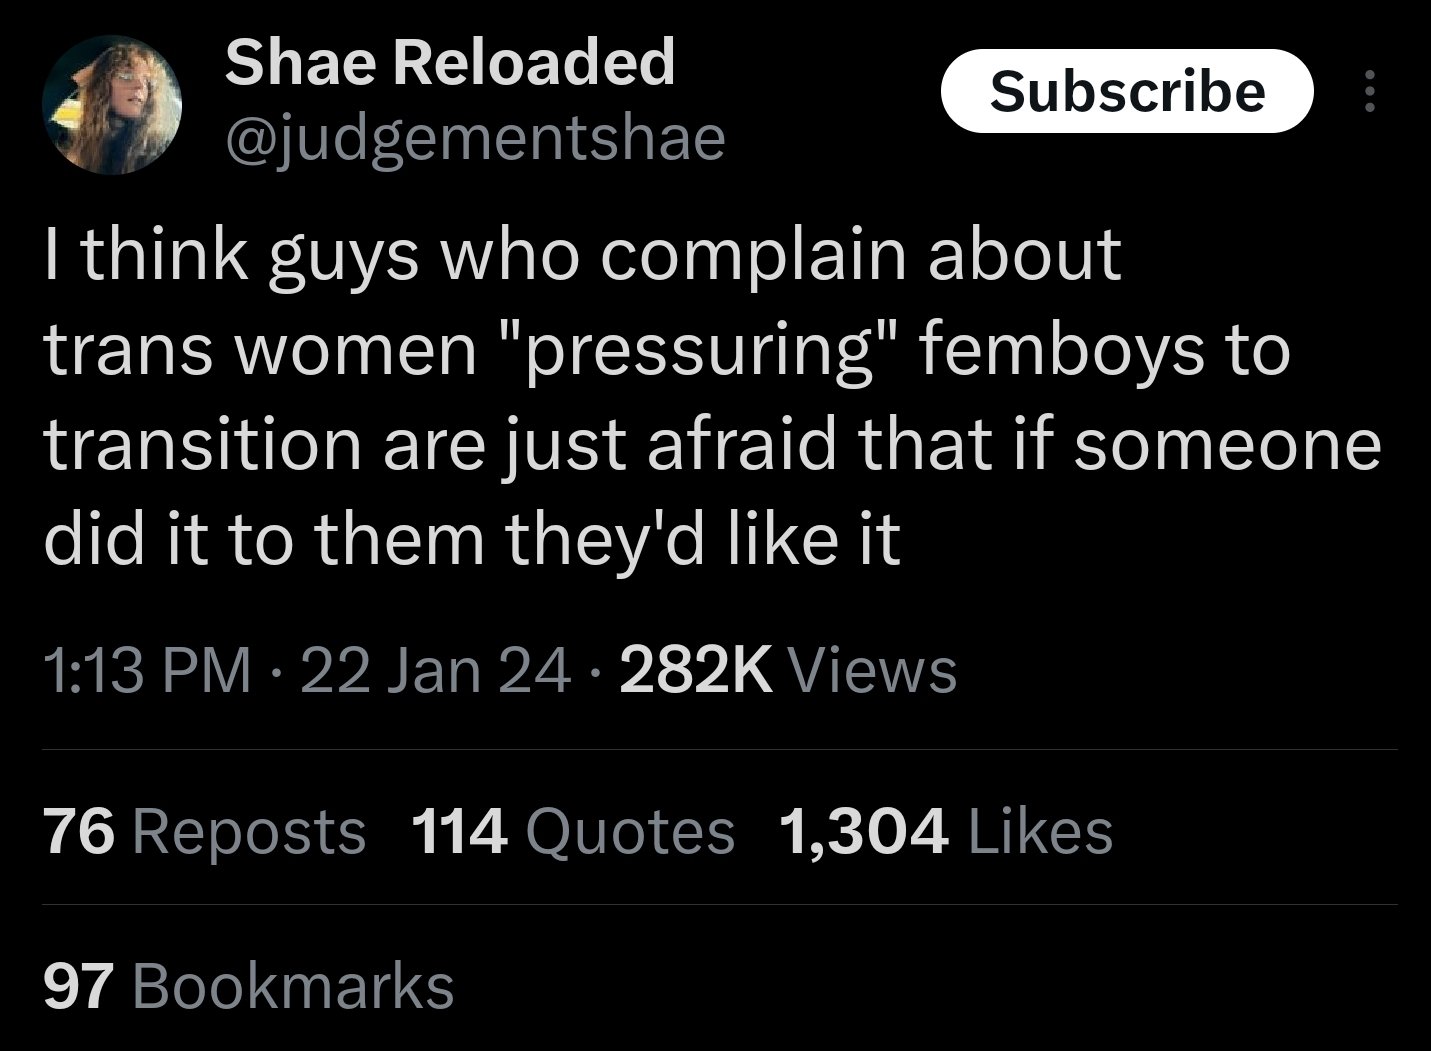 Shae Reloaded
@judgementshae
Subscribe
I think guys who complain about
trans women "pressuring" femboys to
transition are just afraid that if someone
did it to them they'd like it
1:13 PM · 22 Jan 24 · 282K Views
76 Reposts 114 Quotes 1,304 Likes
97 Bookmarks